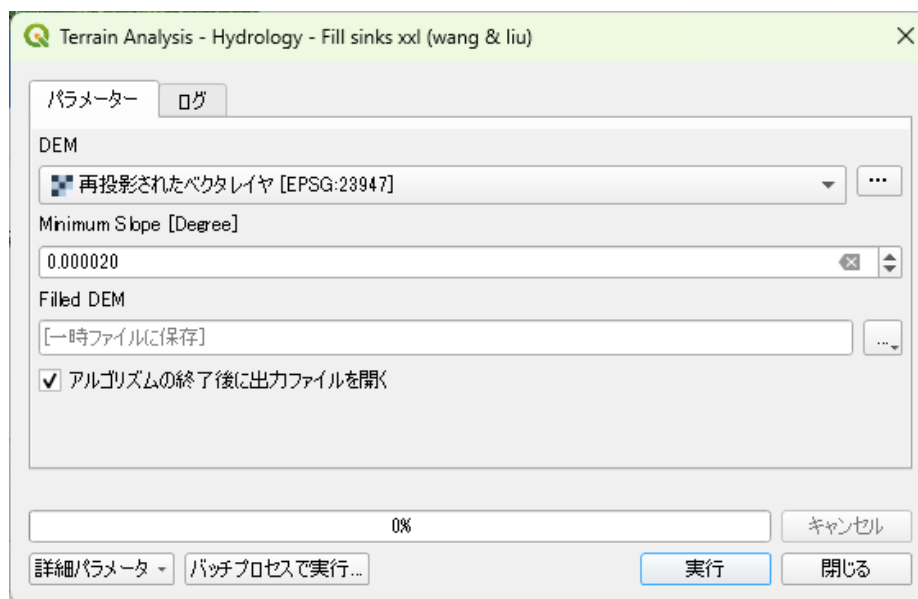 Terrain Analysis - Hydrology - Fill sinks xxl (wang & liu)
パラメーター
ログ
DEM
再投影されたベクタレイヤ [EPSG:23947]
...
Minimum Slope [Degree]
0.000020
Filled DEM
[一時ファイルに保存]
...
アルゴリズムの終了後に出力ファイルを開く
0%
キャンセル
詳細パラメータ
バッチプロセスで実行...
実行
閉じる